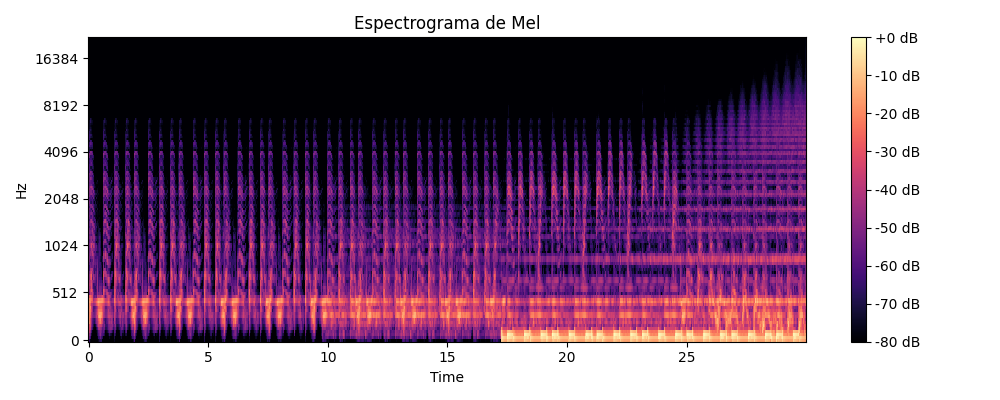 Espectrograma de Mel
Hz
16384
8192
4096
2048
1024
512
0
0 5 10 15 20 25
Time
+0 dB
-10 dB
-20 dB
-30 dB
-40 dB
-50 dB
-60 dB
-70 dB
-80 dB